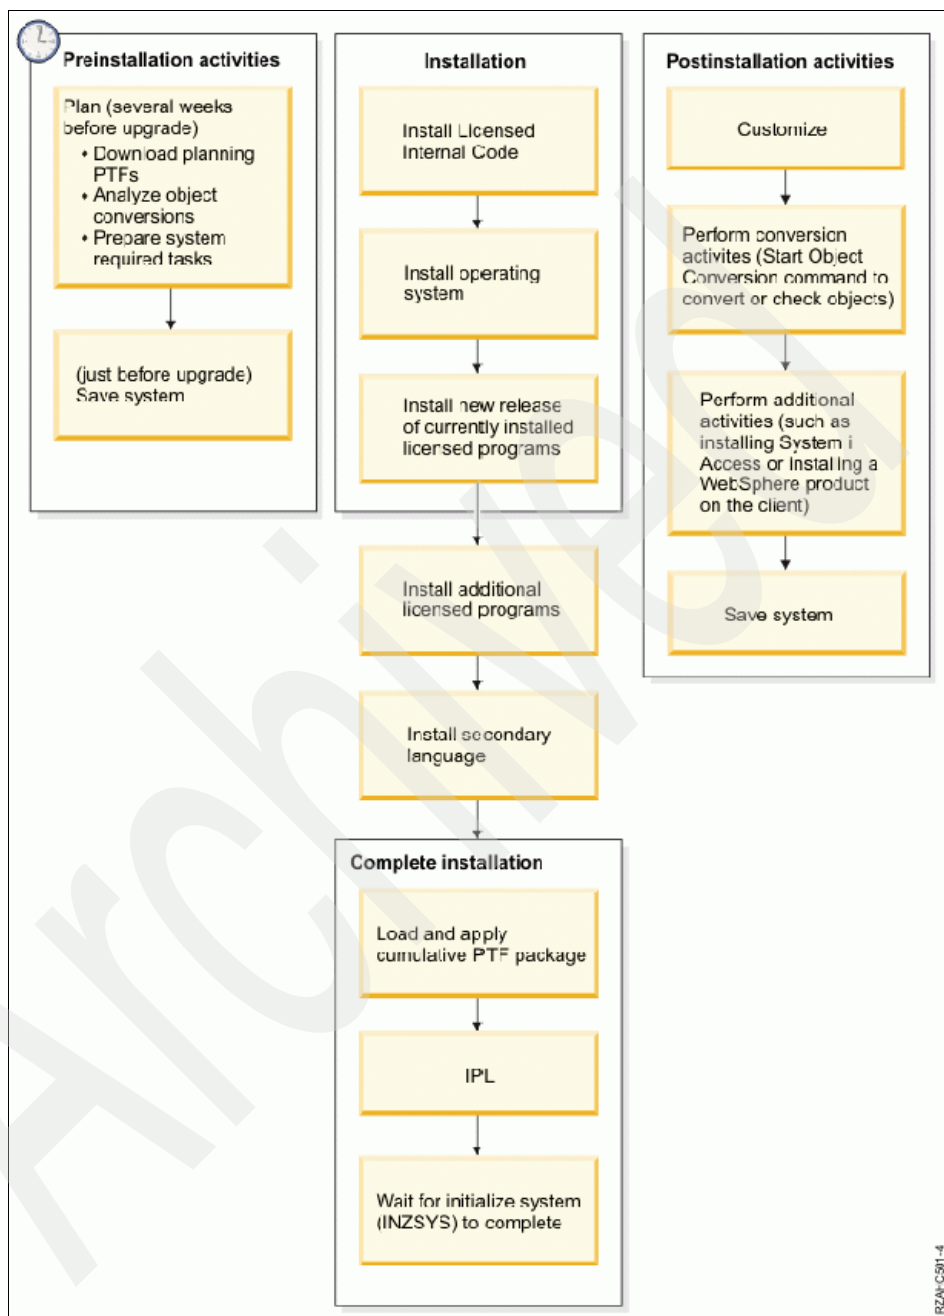 Preinstallation activities
Plan (several weeks
before upgrade)
• Download planning
PTFs
• Analyze object
conversions
• Prepare system
required tasks
(just before upgrade)
Save system
Installation
Install Licensed
Internal Code
Install operating
system
Install new release
of currently installed
licensed programs
Install additional
licensed programs
Install secondary
language
Complete installation
Load and apply
cumulative PTF package
IPL
Wait for initialize system
(INZSYS) to complete
Postinstallation activities
Customize
Perform conversion
activites (Start Object
Conversion command to
convert or check objects)
Perform additional
activities (such as
installing System i
Access or Installing a
WebSphere product
on the client)
Save system
Archived
RZAHC501-4